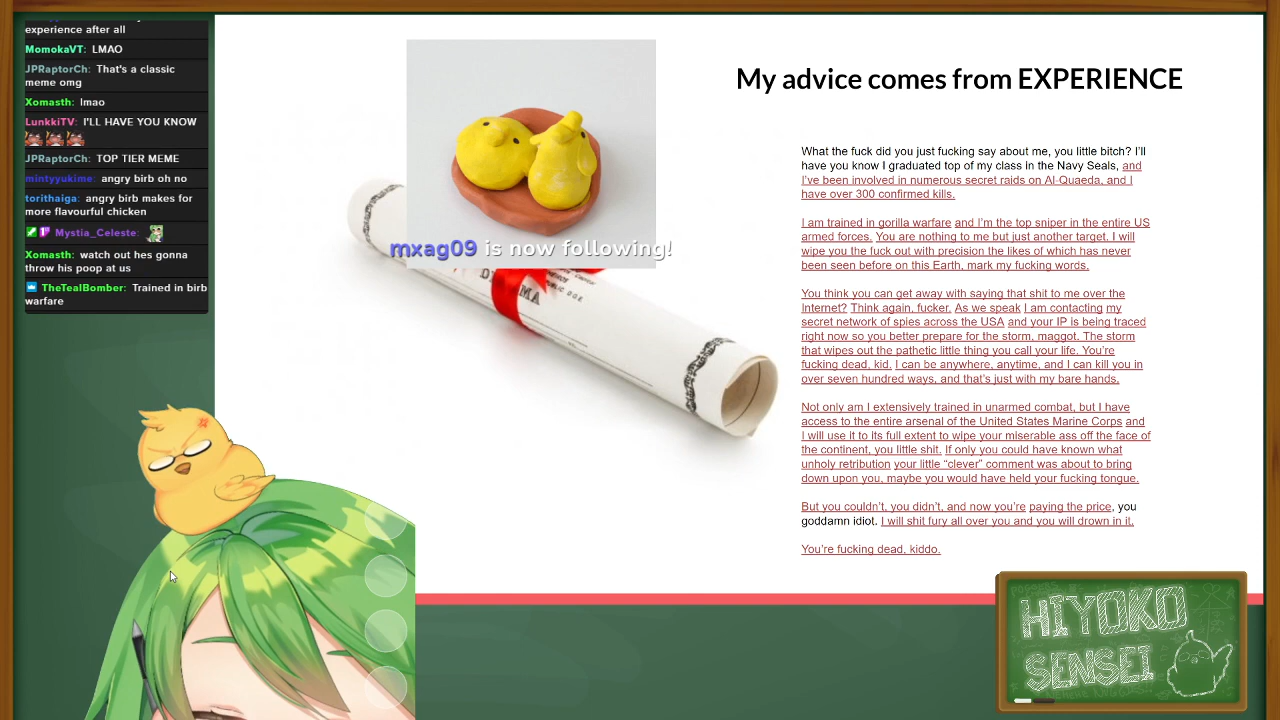 experience after all
MomokaVT: LMAO
JPRaptorCh: That's a classic
meme omg
Xomasth: lmao
LunkkiTV: I'LL HAVE YOU KNOW
JPRaptorCh: TOP TIER MEME
mintyyukime: angry birb oh no
torithaiga: angry birb makes for
more flavourful chicken
Mystia_Celeste:
Xomasth: watch out hes gonna
throw his poop at us
TheTealBomber: Trained in birb
warfare
mxag09 is now following!
My advice comes from EXPERIENCE
What the fuck did you just fucking say about me, you little bitch? I'll
have you know I graduated top of my class in the Navy Seals, and
I've been involved in numerous secret raids on Al-Quaeda, and I
have over 300 confirmed kills.
I am trained in gorilla warfare and I'm the top sniper in the entire US
armed forces. You are nothing to me but just another target. I will
wipe you the fuck out with precision the likes of which has never
been seen before on this Earth, mark my fucking words.
You think you can get away with saying that shit to me over the
Internet? Think again, fucker. As we speak I am contacting my
secret network of spies across the USA and your IP is being traced
right now so you better prepare for the storm, maggot. The storm
that wipes out the pathetic little thing you call your life. You're
fucking dead, kid. I can be anywhere, anytime, and I can kill you in
over seven hundred ways, and that's just with my bare hands.
Not only am I extensively trained in unarmed combat, but I have
access to the entire arsenal of the United States Marine Corps and
I will use it to its full extent to wipe your miserable ass off the face of
the continent, you little shit. If only you could have known what
unholy retribution your little "clever" comment was about to bring
down upon you, maybe you would have held your fucking tongue.
But you couldn't, you didn't, and now you're paying the price, you
goddamn idiot. I will shit fury all over you and you will drown in it.
You're fucking dead, kiddo.
HIYOKO
SENSEI